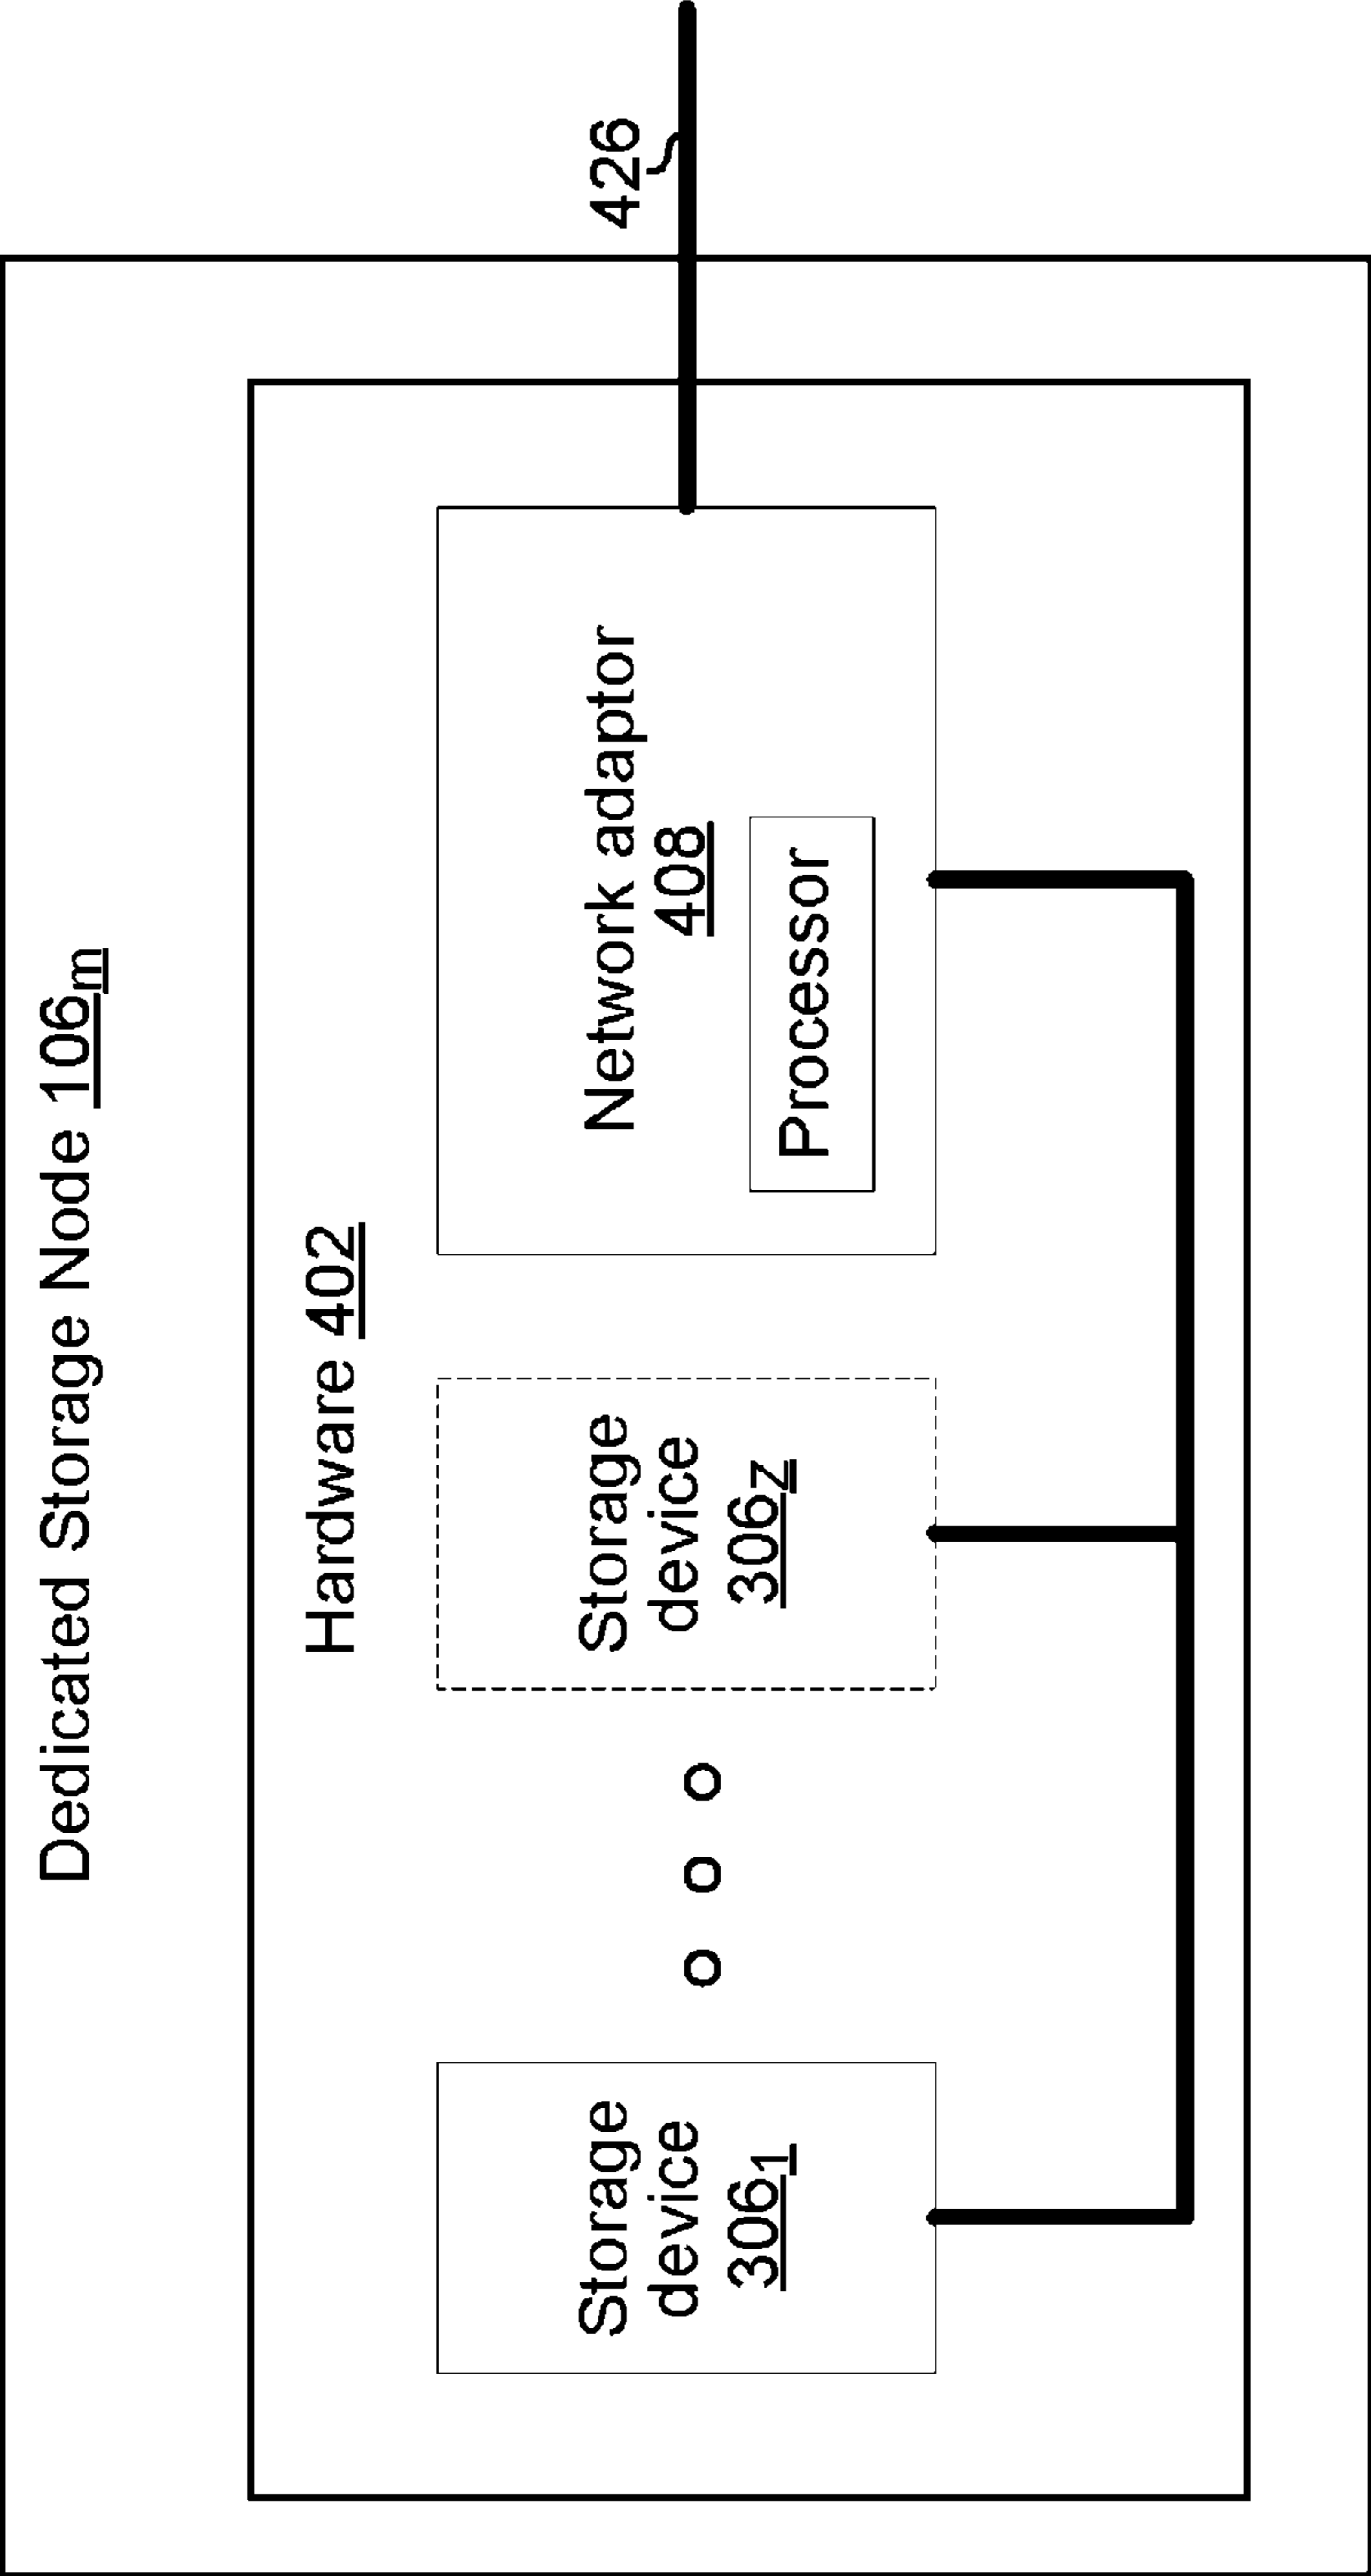 Dedicated Storage Node 106m
Hardware 402
Storage
device
306₁
Storage
device
306z
Network adaptor
408
Processor
426